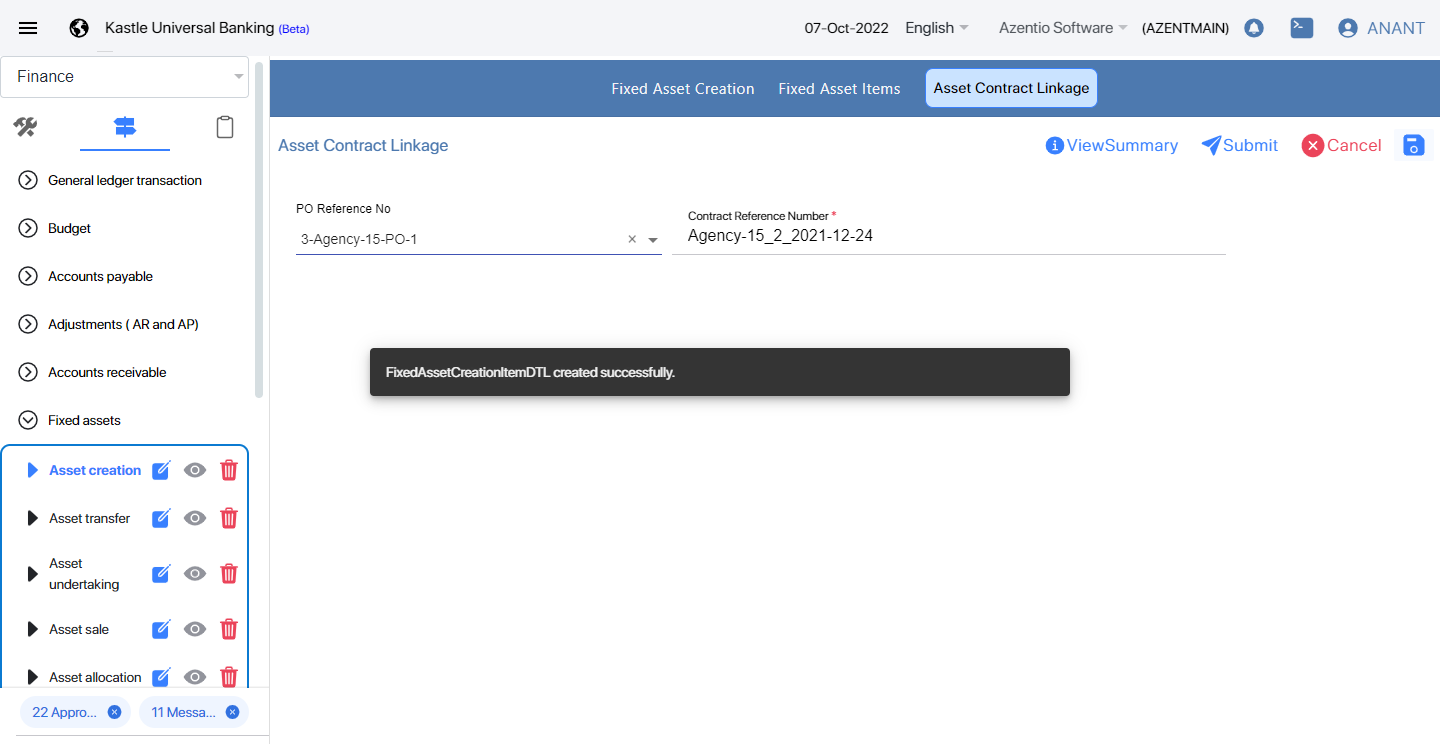 Kastle Universal Banking (Beta)
07-Oct-2022 English Azentio Software (AZENTMAIN) ANANT
Finance
Fixed Asset Creation Fixed Asset Items Asset Contract Linkage
Asset Contract Linkage
ViewSummary Submit Cancel
General ledger transaction
Budget
Accounts payable
Adjustments ( AR and AP)
Accounts receivable
Fixed assets
Asset creation
Asset transfer
Asset
undertaking
Asset sale
Asset allocation
22 Appro... 11 Messa...
PO Reference No
3-Agency-15-PO-1
Contract Reference Number *
Agency-15_2_2021-12-24
FixedAssetCreationItemDTL created successfully.